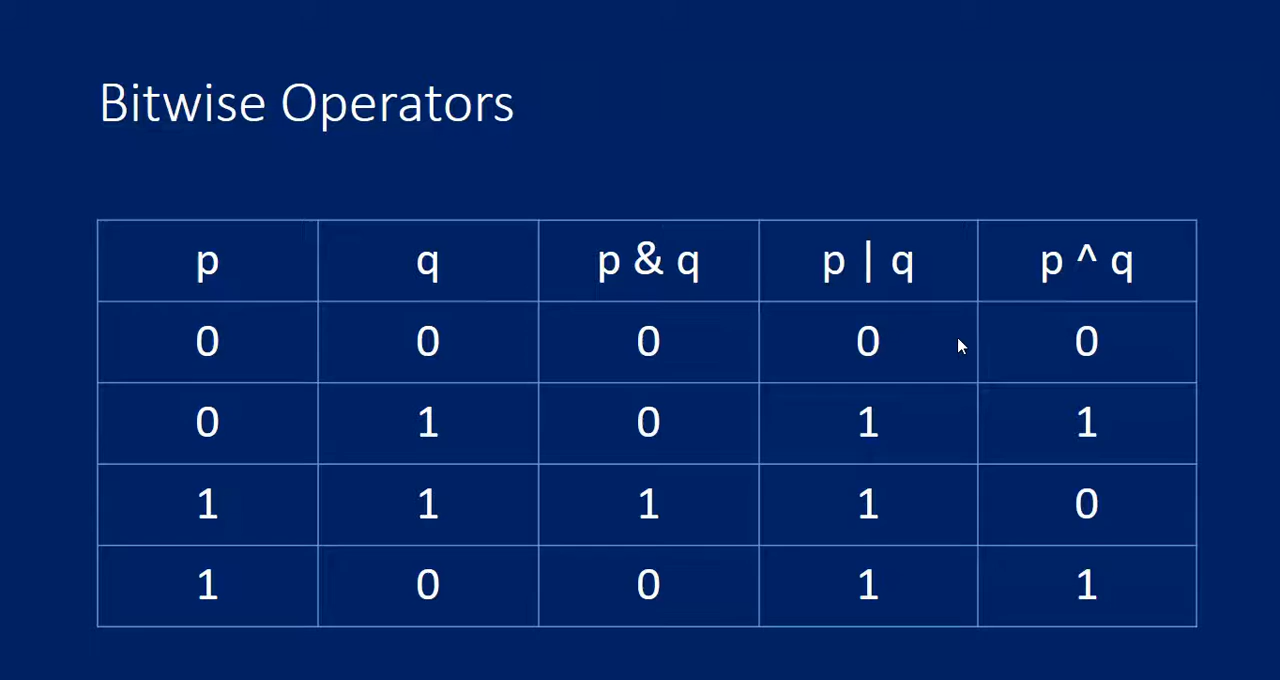 Bitwise Operators
p q p & q p | q p ^ q
0 0 0 0 0
0 1 0 1 1
1 1 1 1 0
1 0 0 1 1